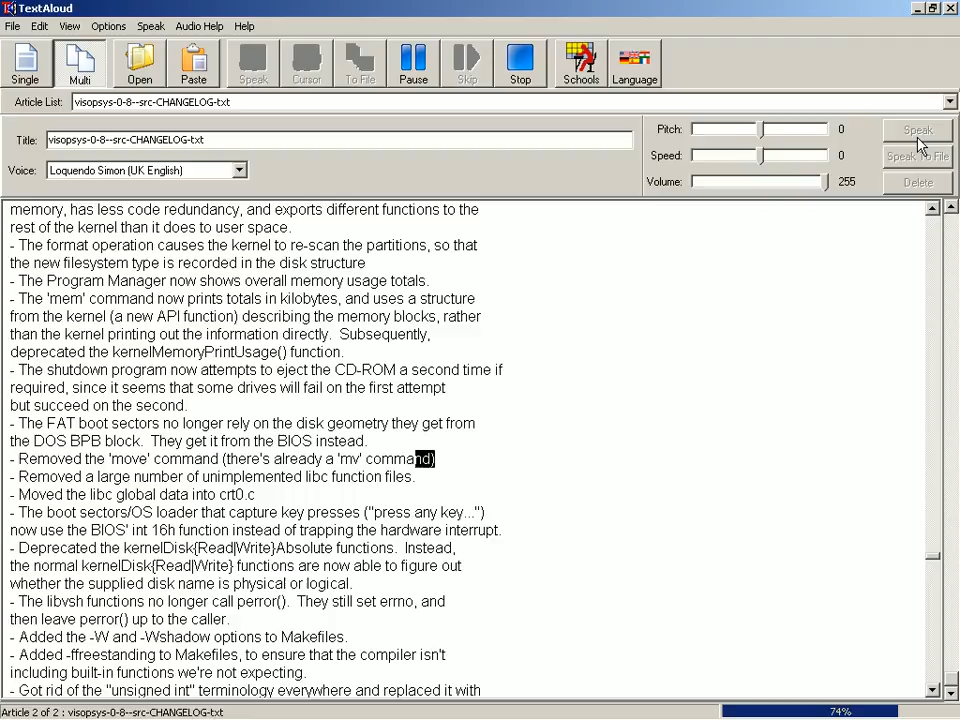 TextAloud
File Edit View Options Speak Audio Help Help
Single Multi Open Paste Speak Cursor To File Pause Skip Stop Schools Language
Article List: visopsys-0-8--src-CHANGELOG-txt
Title: visopsys-0-8--src-CHANGELOG-txt
Voice: Loquendo Simon (UK English)
Pitch: 0 Speak
Speed: 0 Speak To File
Volume: 255 Delete
memory, has less code redundancy, and exports different functions to the
rest of the kernel than it does to user space.
- The format operation causes the kernel to re-scan the partitions, so that
the new filesystem type is recorded in the disk structure
- The Program Manager now shows overall memory usage totals.
- The 'mem' command now prints totals in kilobytes, and uses a structure
from the kernel (a new API function) describing the memory blocks, rather
than the kernel printing out the information directly.  Subsequently,
deprecated the kernelMemoryPrintUsage() function.
- The shutdown program now attempts to eject the CD-ROM a second time if
required, since it seems that some drives will fail on the first attempt
but succeed on the second.
- The FAT boot sectors no longer rely on the disk geometry they get from
the DOS BPB block.  They get it from the BIOS instead.
- Removed the 'move' command (there's already a 'mv' command)
- Removed a large number of unimplemented libc function files.
- Moved the libc global data into crt0.c
- The boot sectors/OS loader that capture key presses ("press any key...")
now use the BIOS' int 16h function instead of trapping the hardware interrupt.
- Deprecated the kernelDisk{Read|Write}Absolute functions.  Instead,
the normal kernelDisk{Read|Write} functions are now able to figure out
whether the supplied disk name is physical or logical.
- The libvsh functions no longer call perror().  They still set errno, and
then leave perror() up to the caller.
- Added the -W and -Wshadow options to Makefiles.
- Added -ffreestanding to Makefiles, to ensure that the compiler isn't
including built-in functions we're not expecting.
- Got rid of the "unsigned int" terminology everywhere and replaced it with
Article 2 of 2 : visopsys-0-8--src-CHANGELOG-txt 74%